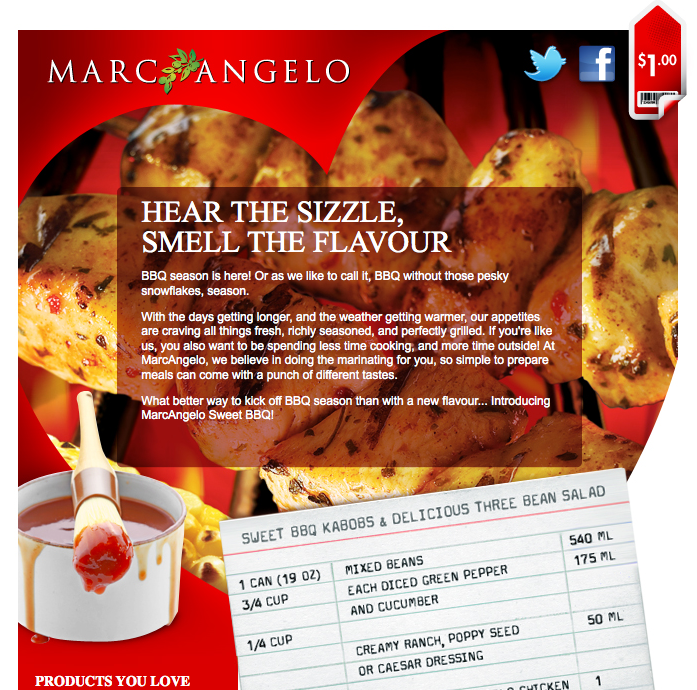 MARCANGELO
$1.00
HEAR THE SIZZLE,
SMELL THE FLAVOUR
BBQ season is here! Or as we like to call it, BBQ without those pesky
snowflakes, season.
With the days getting longer, and the weather getting warmer, our appetites
are craving all things fresh, richly seasoned, and perfectly grilled. If you're like
us, you also want to be spending less time cooking, and more time outside! At
MarcAngelo, we believe in doing the marinating for you, so simple to prepare
meals can come with a punch of different tastes.
What better way to kick off BBQ season than with a new flavour... Introducing
MarcAngelo Sweet BBQ!
SWEET BBQ KABOBS & DELICIOUS THREE BEAN SALAD
1 CAN (19 OZ) MIXED BEANS 540 ML
3/4 CUP EACH DICED GREEN PEPPER 175 ML
AND CUCUMBER
1/4 CUP CREAMY RANCH, POPPY SEED 50 ML
OR CAESAR DRESSING
CHICKEN 1
PRODUCTS YOU LOVE